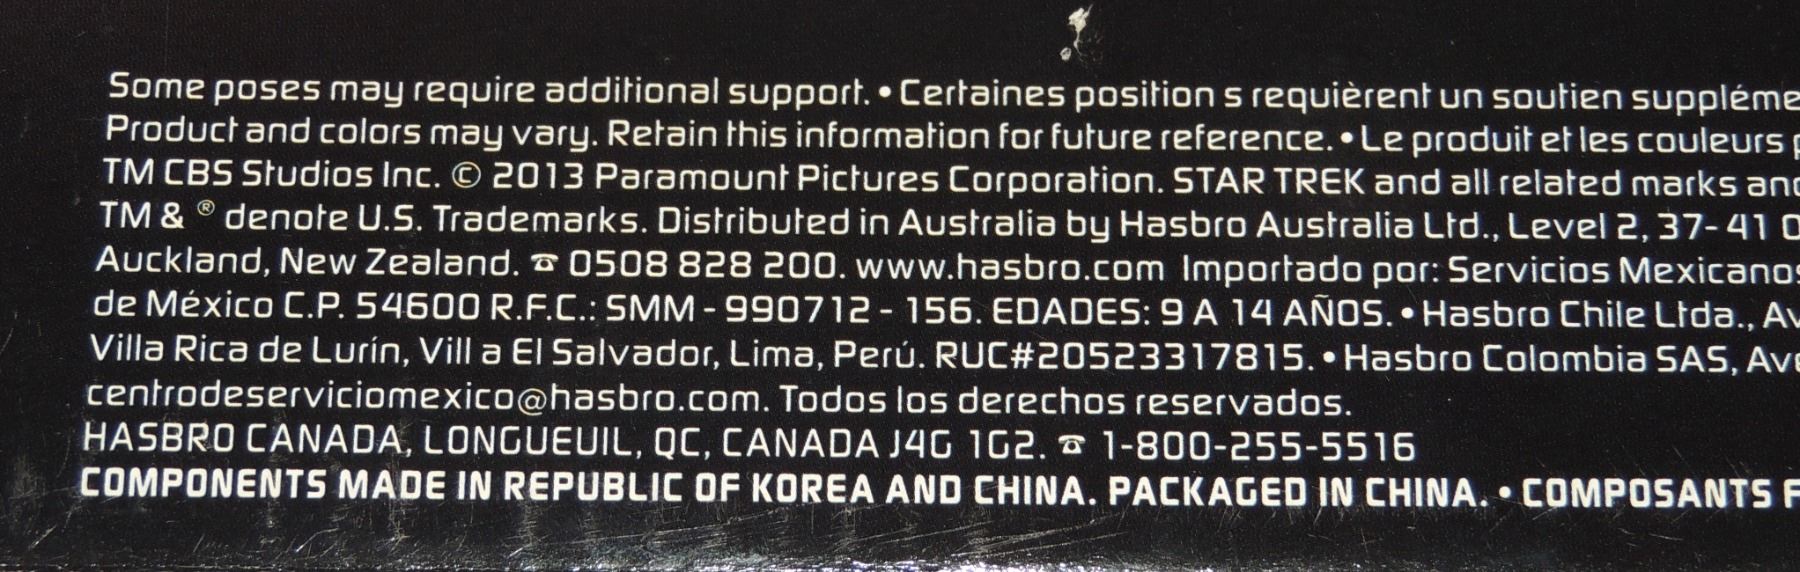 Some poses may require additional support. • Certaines position s requièrent un soutien suppléme
Product and colors may vary. Retain this information for future reference. • Le produit et les couleurs p
TM CBS Studios Inc. © 2013 Paramount Pictures Corporation. STAR TREK and all related marks and
TM & ® denote U.S. Trademarks. Distributed in Australia by Hasbro Australia Ltd., Level 2, 37- 41 O
Auckland, New Zealand. ☎ 0508 828 200. www.hasbro.com Importado por: Servicios Mexicanos
de México C.P. 54600 R.F.C.: SMM - 990712 - 156. EDADES: 9 A 14 AÑOS. • Hasbro Chile Ltda., Av
Villa Rica de Lurín, Vill a El Salvador, Lima, Perú. RUC#20523317815. • Hasbro Colombia SAS, Ave
centrodeserviciomexico@hasbro.com. Todos los derechos reservados.
HASBRO CANADA, LONGUEUIL, QC, CANADA J4G 1G2. ☎ 1-800-255-5516
COMPONENTS MADE IN REPUBLIC OF KOREA AND CHINA. PACKAGED IN CHINA. • COMPOSANTS F